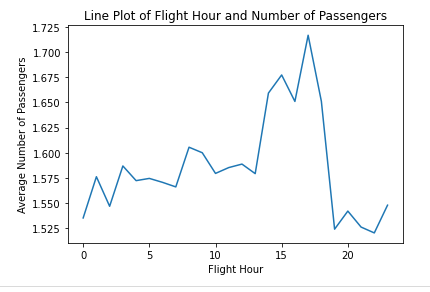 Line Plot of Flight Hour and Number of Passengers
1.725
1.700
1.675
1.650
1.625
1.600
1.575
1.550
1.525
Average Number of Passengers
0 5 10 15 20
Flight Hour